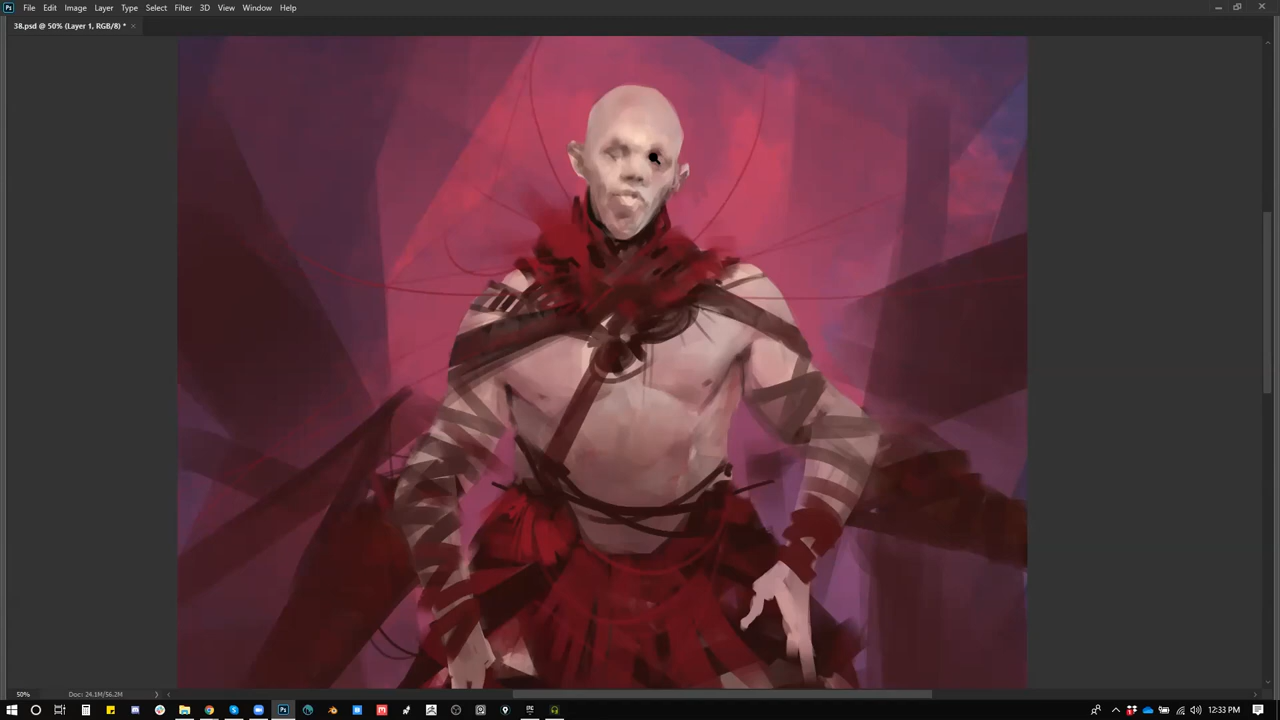 Ps File Edit Image Layer Type Select Filter 3D View Window Help
38.psd @ 50% (Layer 1, RGB/8) * ×
50% Doc: 24.1M/56.2M
12:33 PM